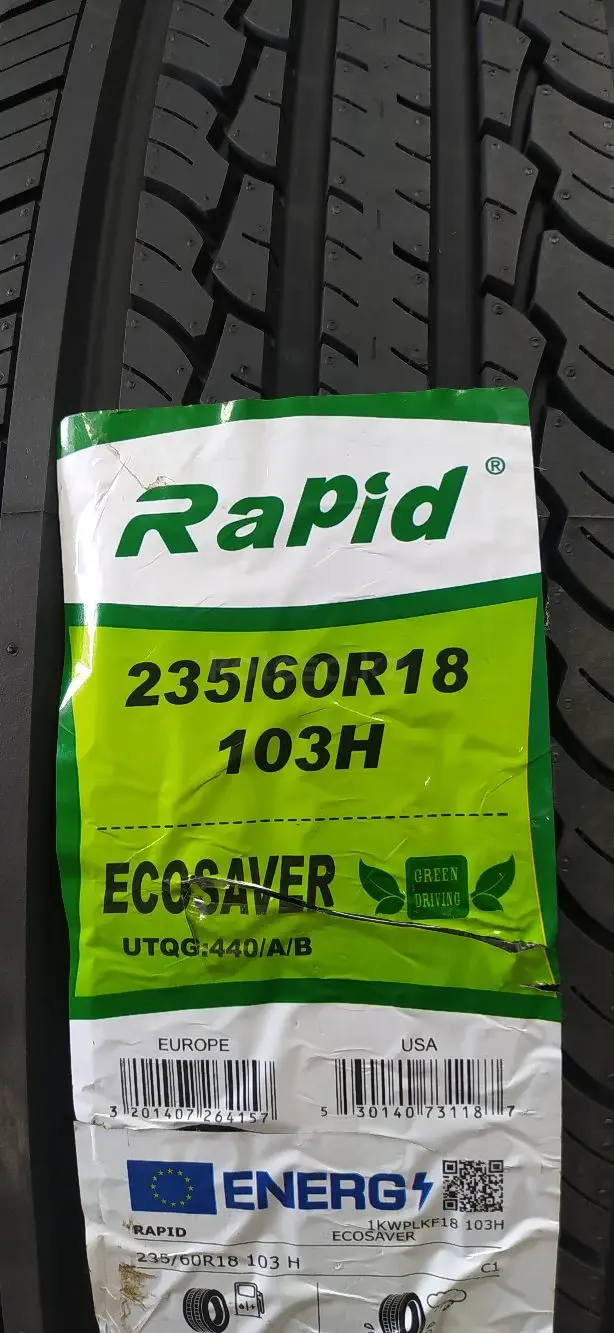 Rapid®
235/60R18
103H
ECOSAVER
GREEN
DRIVING
UTQG:440/A/B
EUROPE USA
3 201407 264157 5 30140 73118 7
ENERG
1KWPLKF18 103H
RAPID ECOSAVER
235/60R18 103 H C1